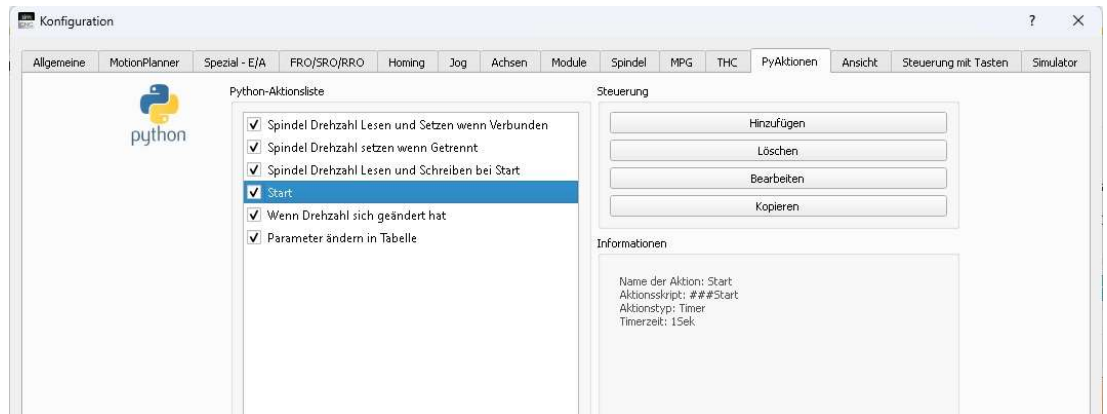 Konfiguration
Allgemeine MotionPlanner Spezial - E/A FRO/SRO/RRO Homing Jog Achsen Module Spindel MPG THC PyAktionen Ansicht Steuerung mit Tasten Simulator
python
Python-Aktionsliste
Spindel Drehzahl Lesen und Setzen wenn Verbunden
Spindel Drehzahl setzen wenn Getrennt
Spindel Drehzahl Lesen und Schreiben bei Start
Start
Wenn Drehzahl sich geändert hat
Parameter ändern in Tabelle
Steuerung
Hinzufügen
Löschen
Bearbeiten
Kopieren
Informationen
Name der Aktion: Start
Aktionsskript: ###Start
Aktionstyp: Timer
Timerzeit: 1Sek